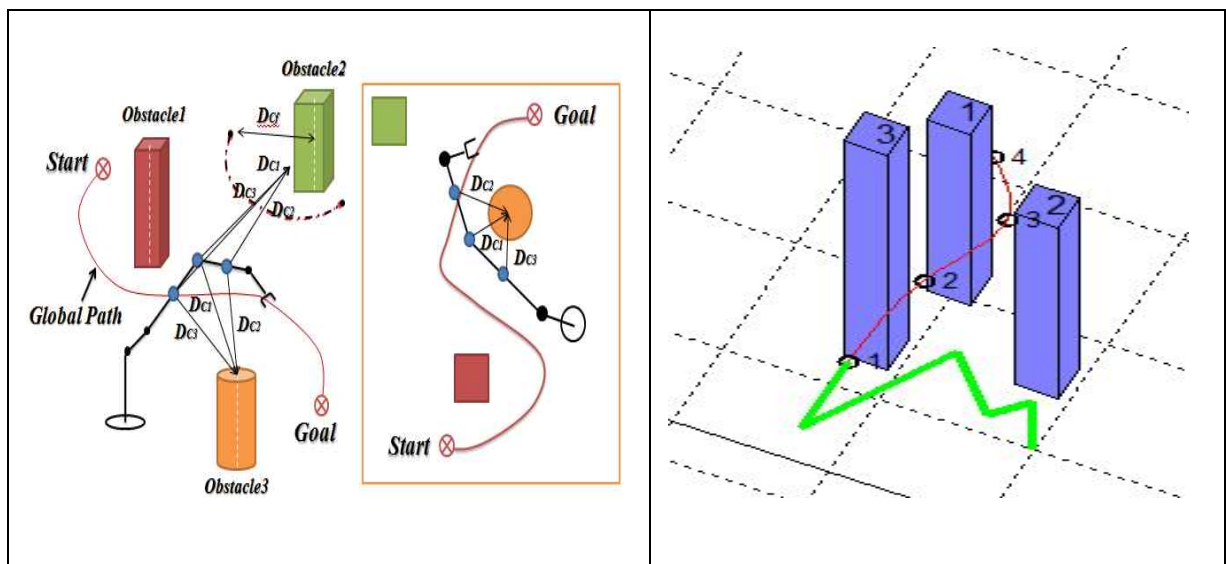 Obstacle2
Obstacle1
DCf
Goal
Start
DC1
DC3
DC2
DC2
DC1
DC3
Global Path
DC1
DC3
DC2
Goal
Start
Obstacle3
1
3
4
2
3
2
1